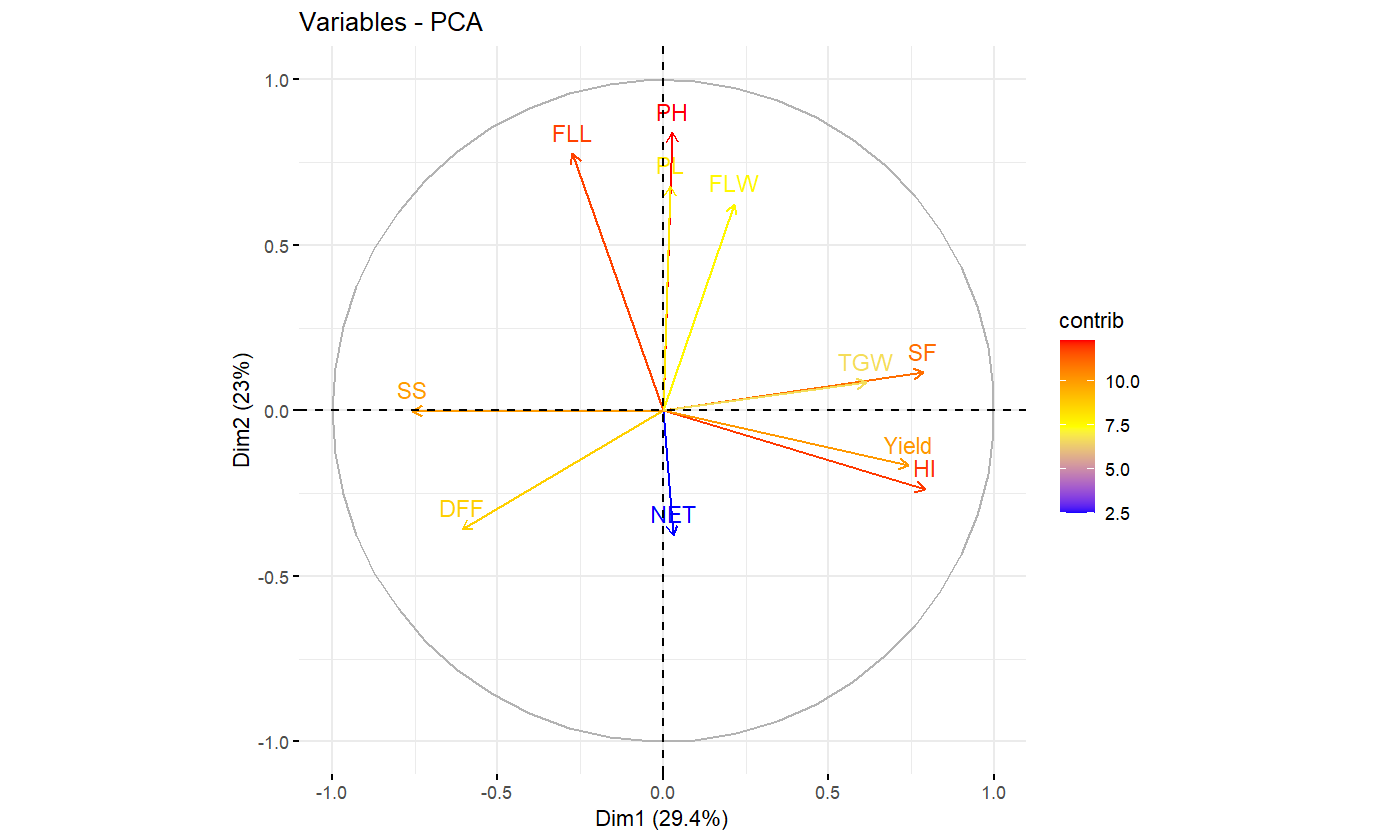 Variables - PCA
1.0
0.5
0.0
-0.5
-1.0
Dim2 (23%)
PH
FLL
PL
FLW
TGW
SF
SS
Yield
HI
DFF
NET
-1.0
-0.5
0.0
0.5
1.0
Dim1 (29.4%)
contrib
10.0
7.5
5.0
2.5